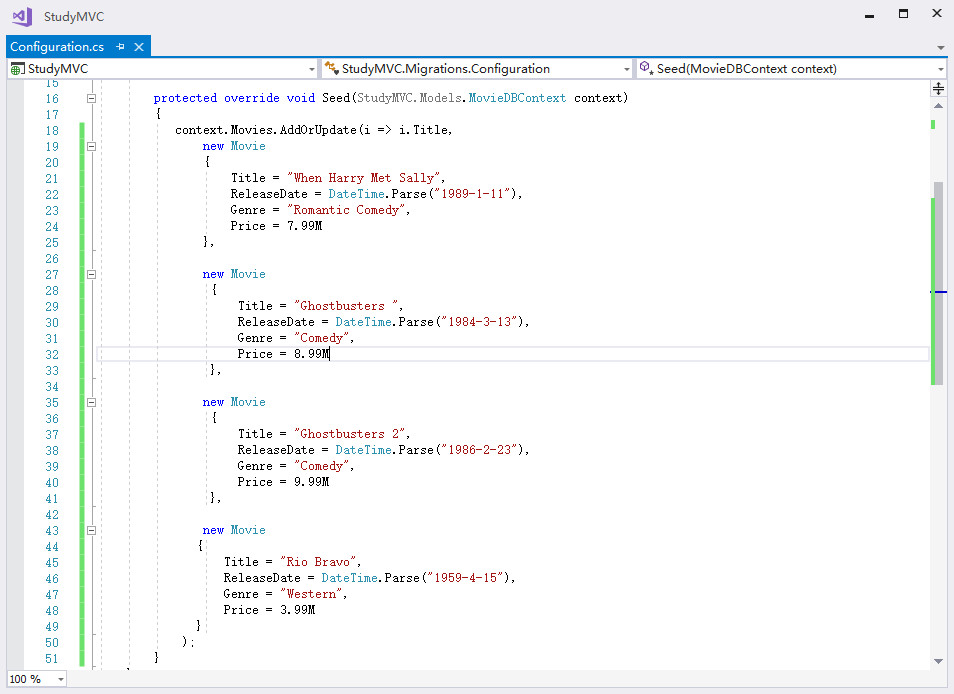 StudyMVC
Configuration.cs
StudyMVC
StudyMVC.Migrations.Configuration
Seed(MovieDBContext context)
15
16 protected override void Seed(StudyMVC.Models.MovieDBContext context)
17 {
18 context.Movies.AddOrUpdate(i => i.Title,
19 new Movie
20 {
21 Title = "When Harry Met Sally",
22 ReleaseDate = DateTime.Parse("1989-1-11"),
23 Genre = "Romantic Comedy",
24 Price = 7.99M
25 },
26
27 new Movie
28 {
29 Title = "Ghostbusters ",
30 ReleaseDate = DateTime.Parse("1984-3-13"),
31 Genre = "Comedy",
32 Price = 8.99M
33 },
34
35 new Movie
36 {
37 Title = "Ghostbusters 2",
38 ReleaseDate = DateTime.Parse("1986-2-23"),
39 Genre = "Comedy",
40 Price = 9.99M
41 },
42
43 new Movie
44 {
45 Title = "Rio Bravo",
46 ReleaseDate = DateTime.Parse("1959-4-15"),
47 Genre = "Western",
48 Price = 3.99M
49 }
50 );
51 }
100 %